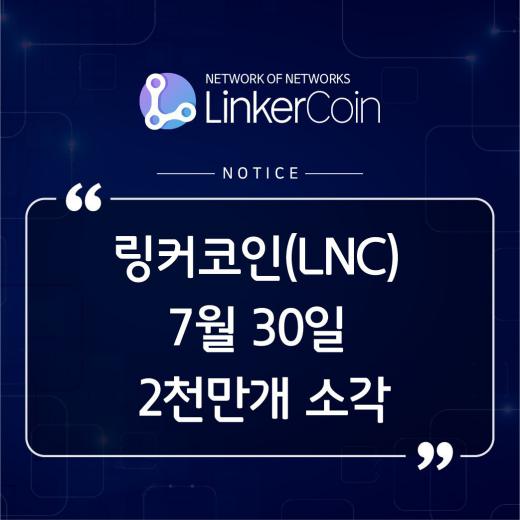 NETWORK OF NETWORKS
LinkerCoin
NOTICE
“
링커코인(LNC)
7월 30일
2천만개 소각
”